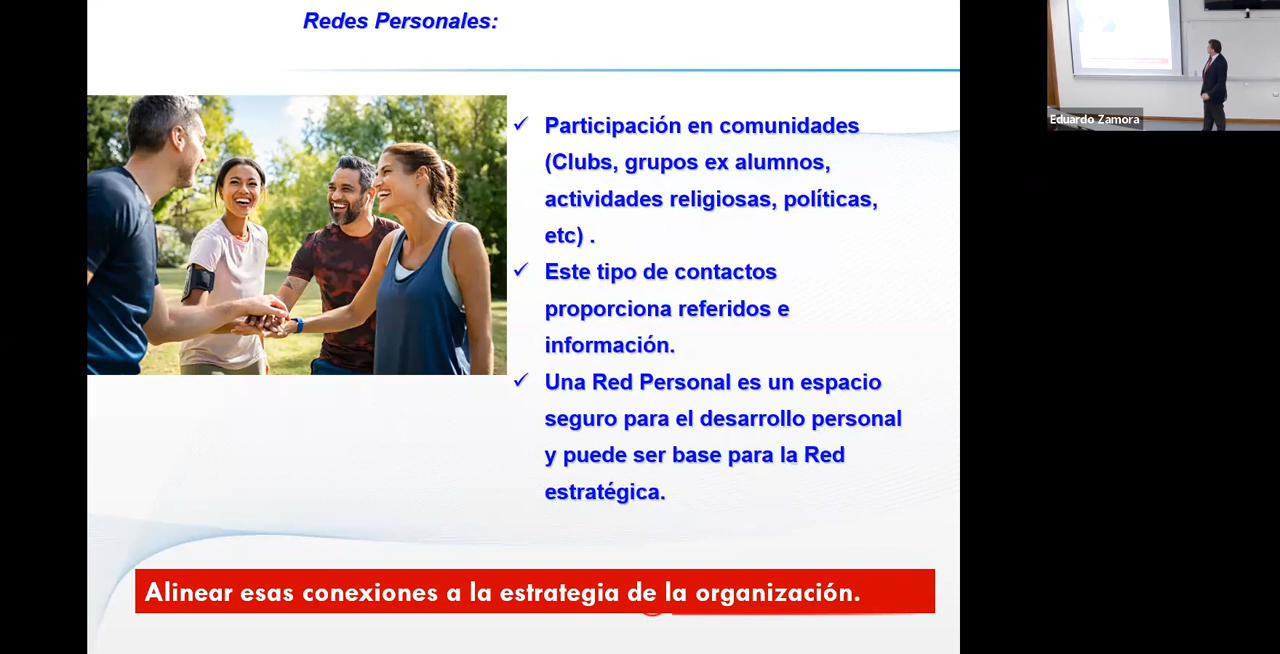 Redes Personales:
Participación en comunidades
(Clubs, grupos ex alumnos,
actividades religiosas, políticas,
etc) .
Este tipo de contactos
proporciona referidos e
información.
Una Red Personal es un espacio
seguro para el desarrollo personal
y puede ser base para la Red
estratégica.
Alinear esas conexiones a la estrategia de la organización.
Eduardo Zamora